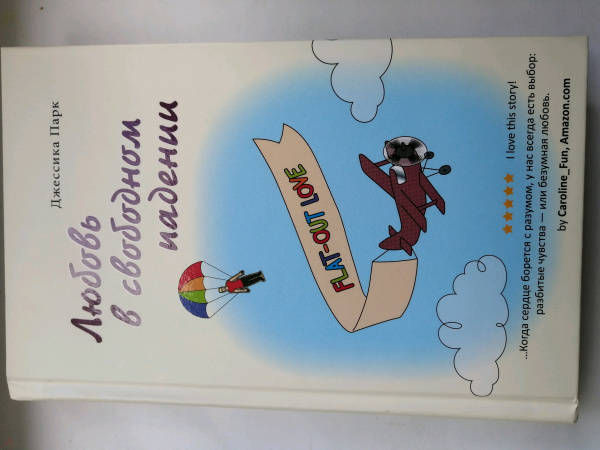 Джессика Парк
Любовь
в свободном
падении
FLAT-OUT LOVE
★★★★★ I love this story!
...Когда сердце борется с разумом, у нас всегда есть выбор:
разбитые чувства — или безумная любовь.
by Caroline_Fun, Amazon.com